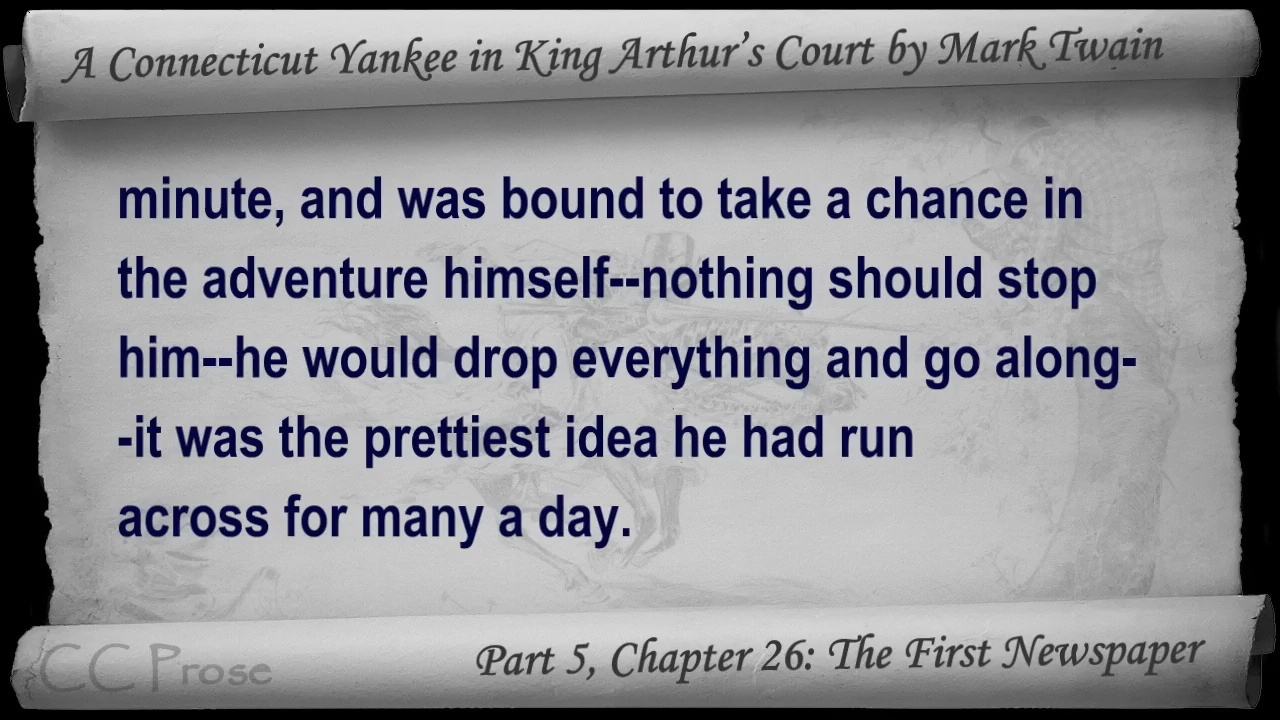 A Connecticut Yankee in King Arthur's Court by Mark Twain
minute, and was bound to take a chance in
the adventure himself--nothing should stop
him--he would drop everything and go along-
-it was the prettiest idea he had run
across for many a day.
CC Prose
Part 5, Chapter 26: The First Newspaper